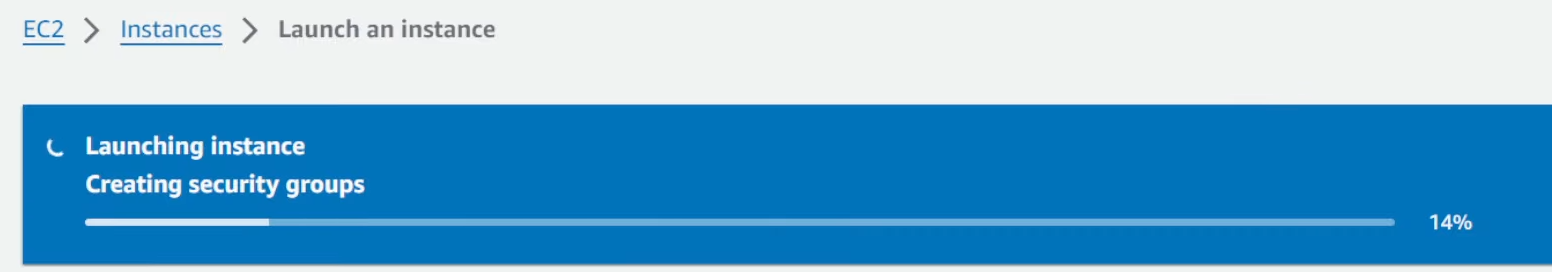 EC2 > Instances > Launch an instance
Launching instance
Creating security groups
14%